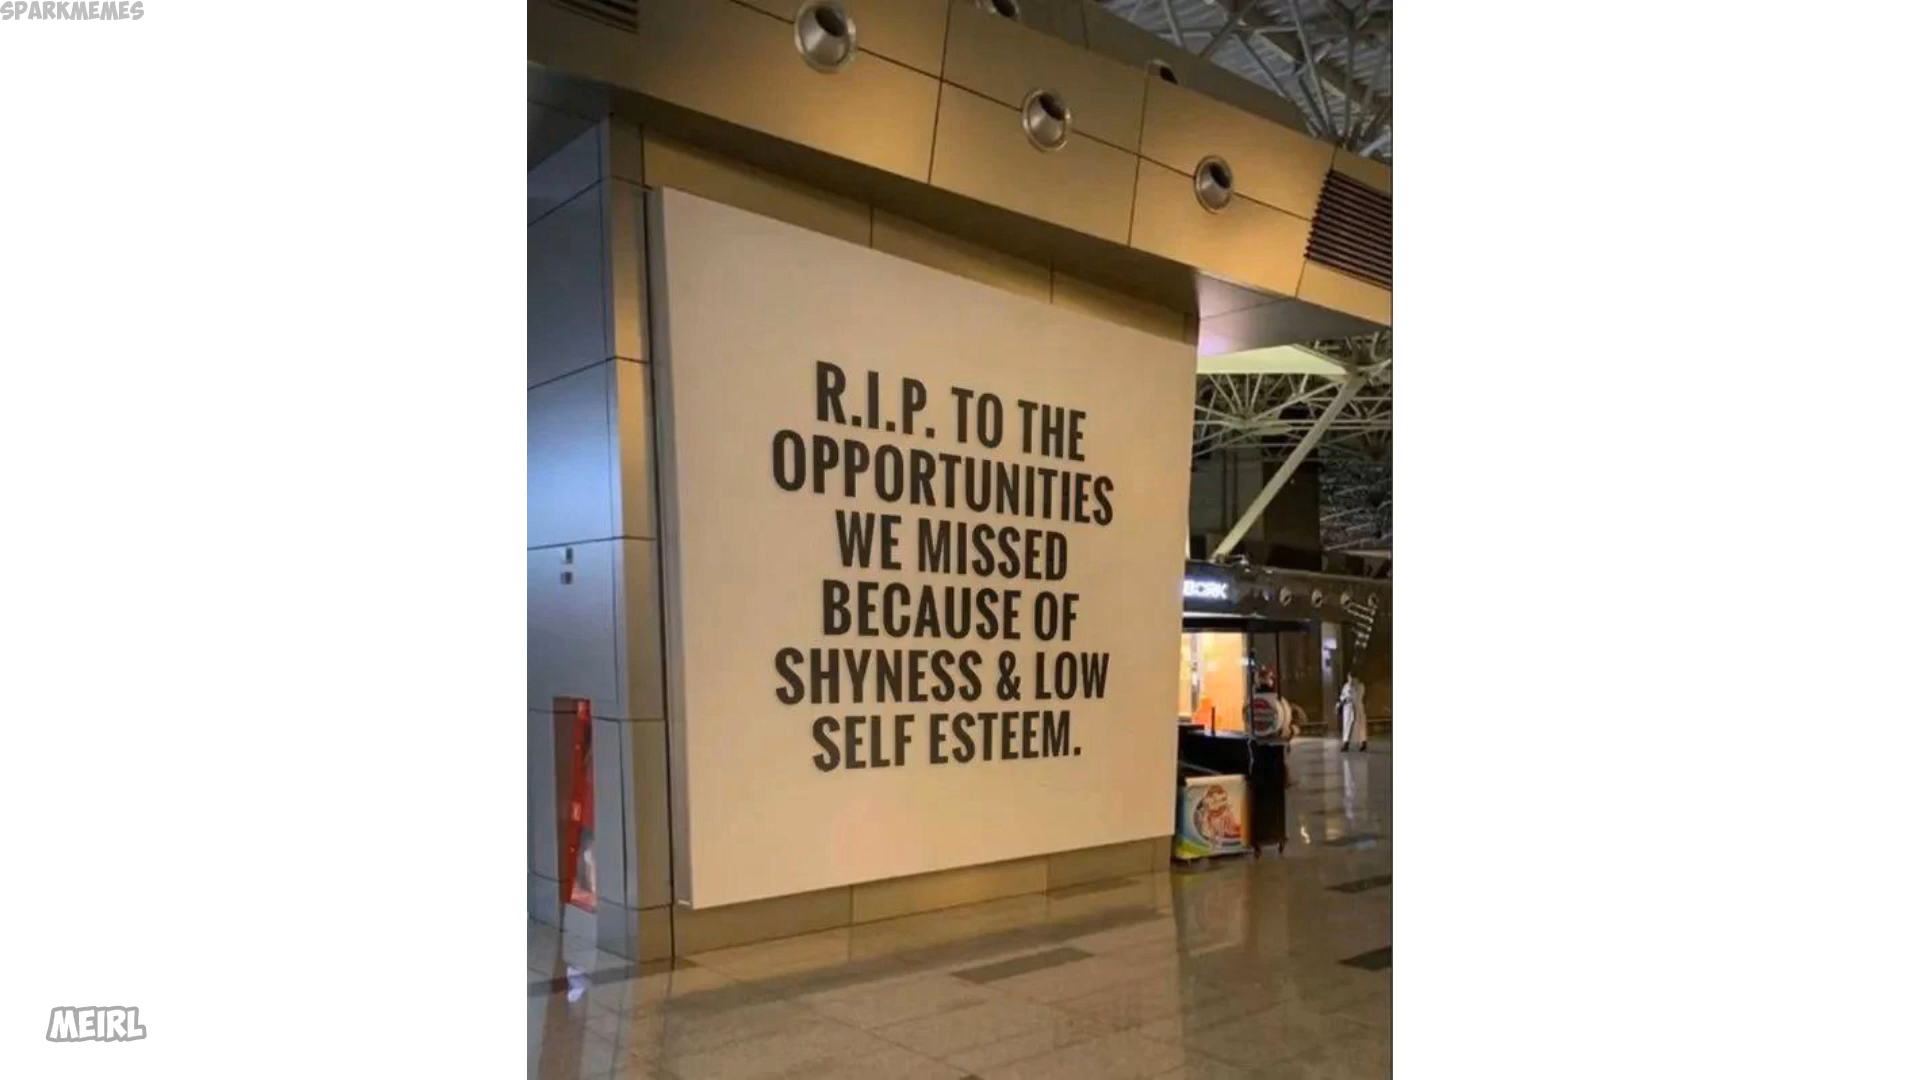 SPARKMEMES
R.I.P. TO THE
OPPORTUNITIES
WE MISSED
BECAUSE OF
SHYNESS & LOW
SELF ESTEEM.
BORK
MEIRL